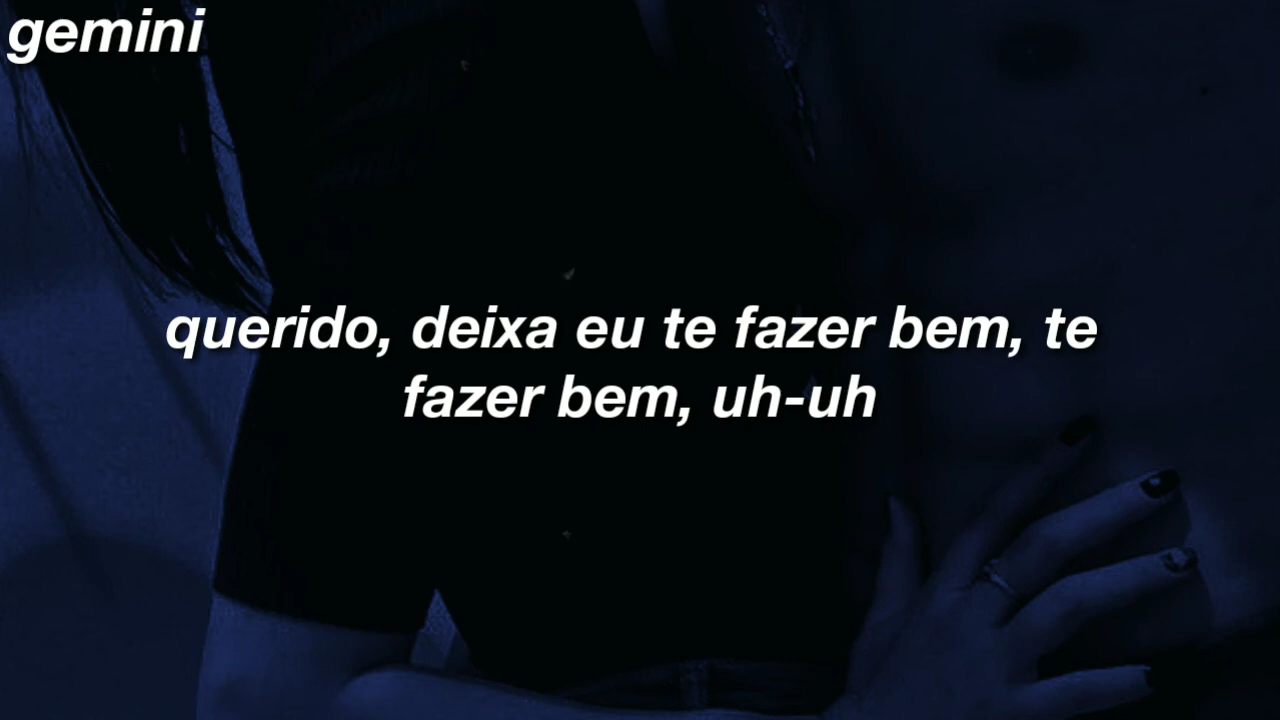 gemini
querido, deixa eu te fazer bem, te
fazer bem, uh-uh